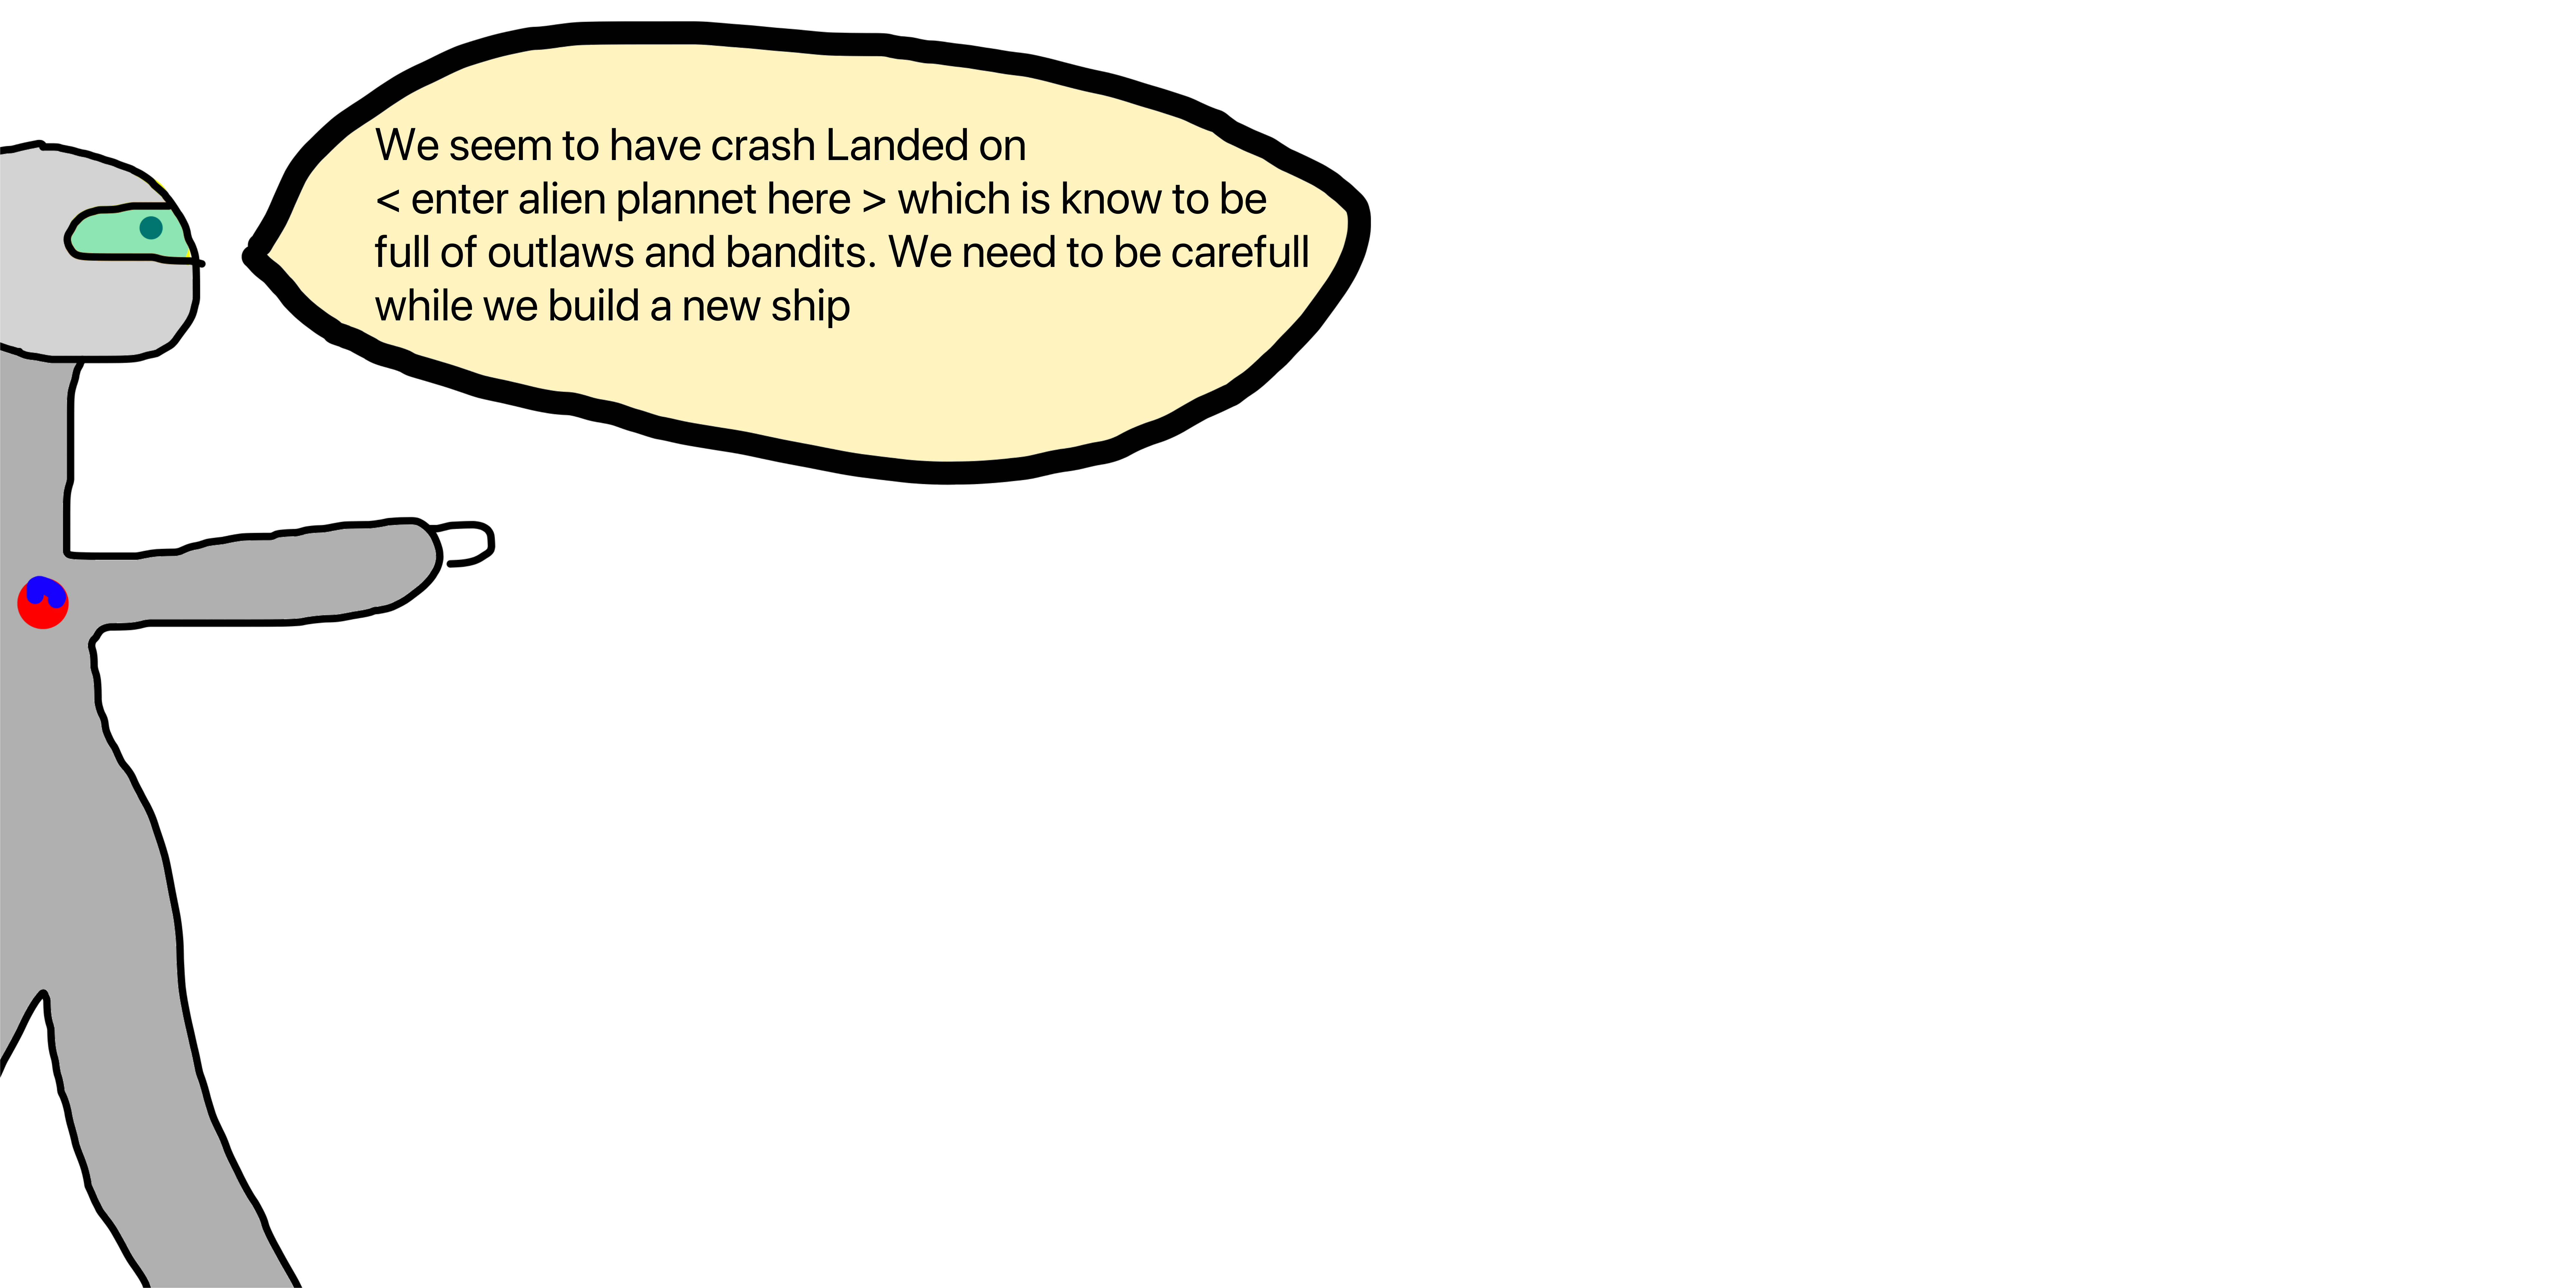 We seem to have crash Landed on
< enter alien plannet here > which is know to be
full of outlaws and bandits. We need to be carefull
while we build a new ship